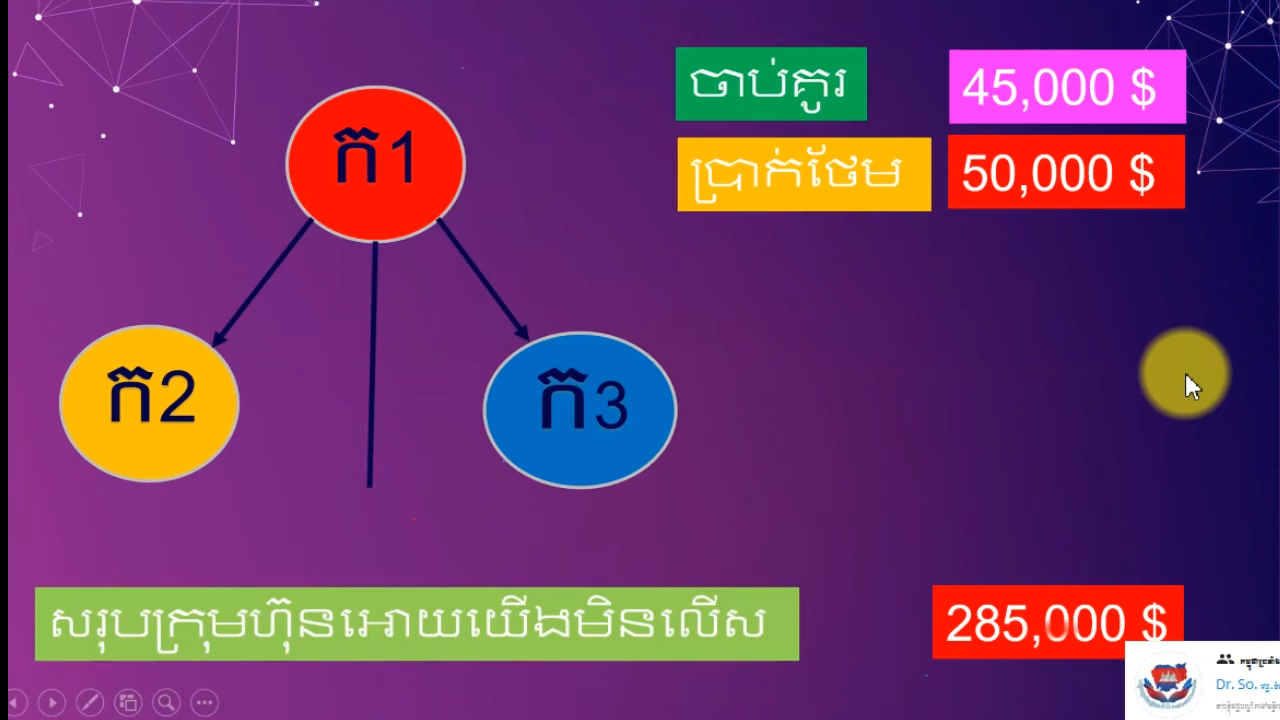 ចាប់គូរ
45,000 $
ប្រាក់ថែម
50,000 $
ក៊1
ក៊2
ក៊3
សរុបក្រុមហ៊ុនអោយយើងមិនលើស
285,000 $
Dr. So.